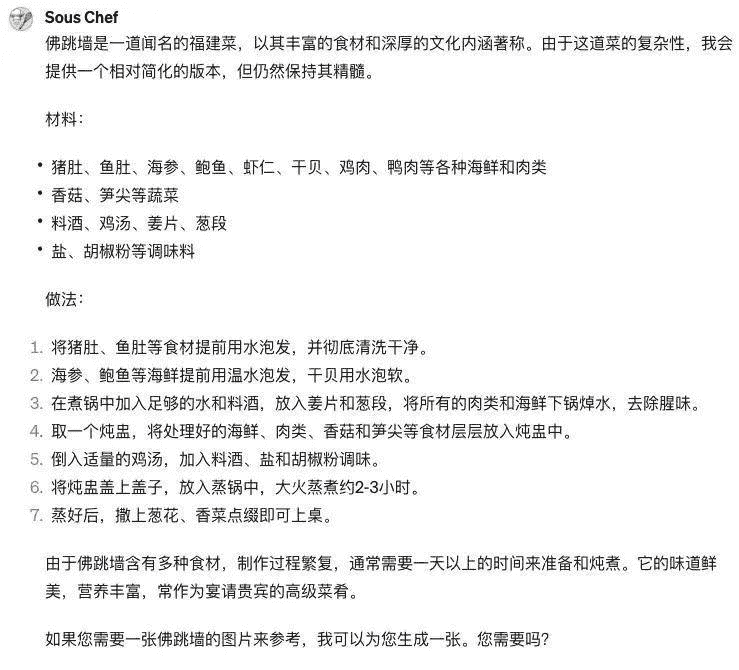 Sous Chef
佛跳墙是一道闻名的福建菜，以其丰富的食材和深厚的文化内涵著称。由于这道菜的复杂性，我会
提供一个相对简化的版本，但仍然保持其精髓。
材料：
• 猪肚、鱼肚、海参、鲍鱼、虾仁、干贝、鸡肉、鸭肉等各种海鲜和肉类
• 香菇、笋尖等蔬菜
• 料酒、鸡汤、姜片、葱段
• 盐、胡椒粉等调味料
做法：
1. 将猪肚、鱼肚等食材提前用水泡发，并彻底清洗干净。
2. 海参、鲍鱼等海鲜提前用温水泡发，干贝用水泡软。
3. 在煮锅中加入足够的水和料酒，放入姜片和葱段，将所有的肉类和海鲜下锅焯水，去除腥味。
4. 取一个炖盅，将处理好的海鲜、肉类、香菇和笋尖等食材层层放入炖盅中。
5. 倒入适量的鸡汤，加入料酒、盐和胡椒粉调味。
6. 将炖盅盖上盖子，放入蒸锅中，大火蒸煮约2-3小时。
7. 蒸好后，撒上葱花、香菜点缀即可上桌。
由于佛跳墙含有多种食材，制作过程繁复，通常需要一天以上的时间来准备和炖煮。它的味道鲜
美，营养丰富，常作为宴请贵宾的高级菜肴。
如果您需要一张佛跳墙的图片来参考，我可以为您生成一张。您需要吗？